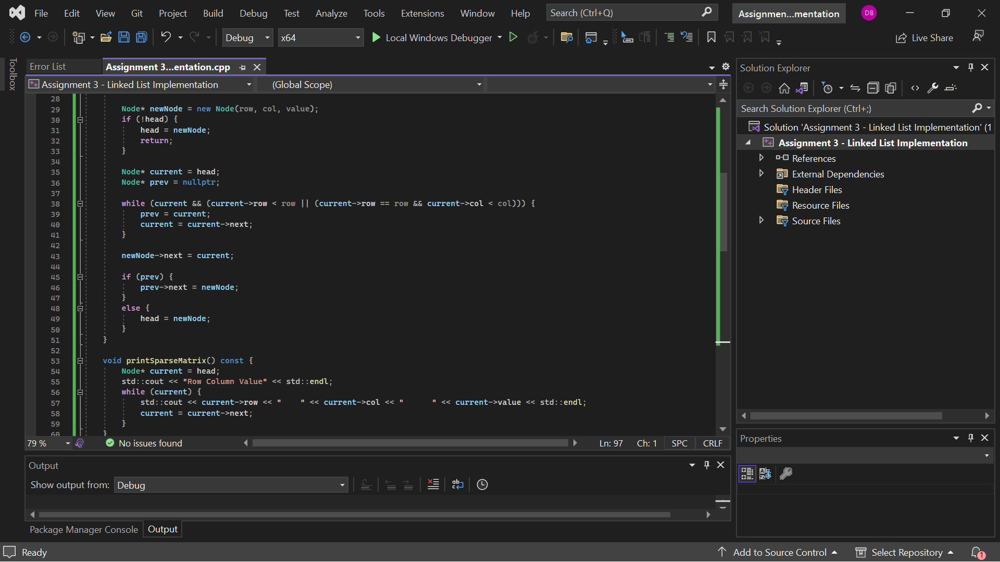 File Edit View Git Project Build Debug Test Analyze Tools Extensions Window Help Search (Ctrl+Q) Assignmen...mentation DB
Debug x64 Local Windows Debugger Live Share
Toolbox
Error List Assignment 3...entation.cpp
Assignment 3 - Linked List Implementation (Global Scope)
28
29 Node* newNode = new Node(row, col, value);
30 if (!head) {
31 head = newNode;
32 return;
33 }
34
35 Node* current = head;
36 Node* prev = nullptr;
37
38 while (current && (current->row < row || (current->row == row && current->col < col))) {
39 prev = current;
40 current = current->next;
41 }
42
43 newNode->next = current;
44
45 if (prev) {
46 prev->next = newNode;
47 }
48 else {
49 head = newNode;
50 }
51 }
52
53 void printSparseMatrix() const {
54 Node* current = head;
55 std::cout << "Row Column Value" << std::endl;
56 while (current) {
57 std::cout << current->row << "    " << current->col << "      " << current->value << std::endl;
58 current = current->next;
59 }
60 }
79 % No issues found Ln: 97 Ch: 1 SPC CRLF
Output
Show output from: Debug
Package Manager Console Output
Solution Explorer
Search Solution Explorer (Ctrl+;)
Solution 'Assignment 3 - Linked List Implementation' (1
Assignment 3 - Linked List Implementation
References
External Dependencies
Header Files
Resource Files
Source Files
Properties
Ready Add to Source Control Select Repository 1